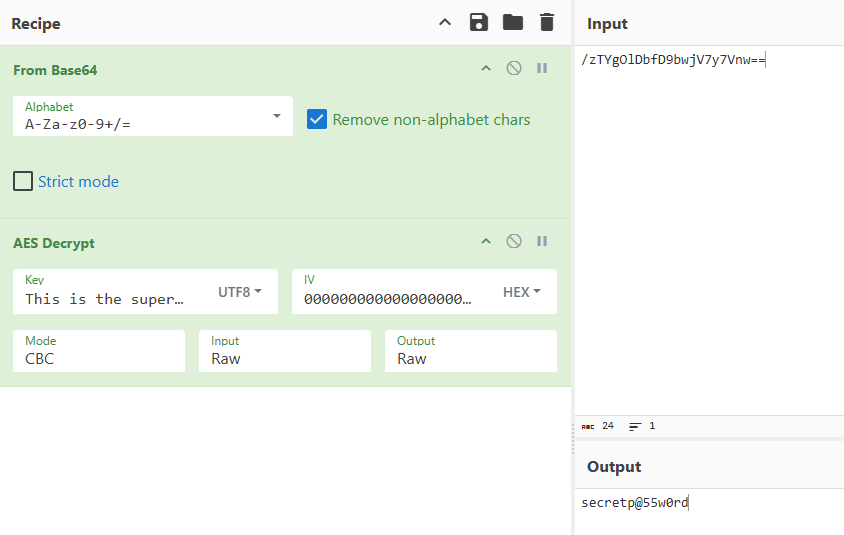 Recipe
From Base64
Alphabet
A-Za-z0-9+/=
Remove non-alphabet chars
Strict mode
AES Decrypt
Key
This is the super…
UTF8
IV
000000000000000000…
HEX
Mode
CBC
Input
Raw
Output
Raw
Input
/zTYgOlDbfD9bwjV7y7Vnw==
ABC 24 1
Output
secretp@55w0rd